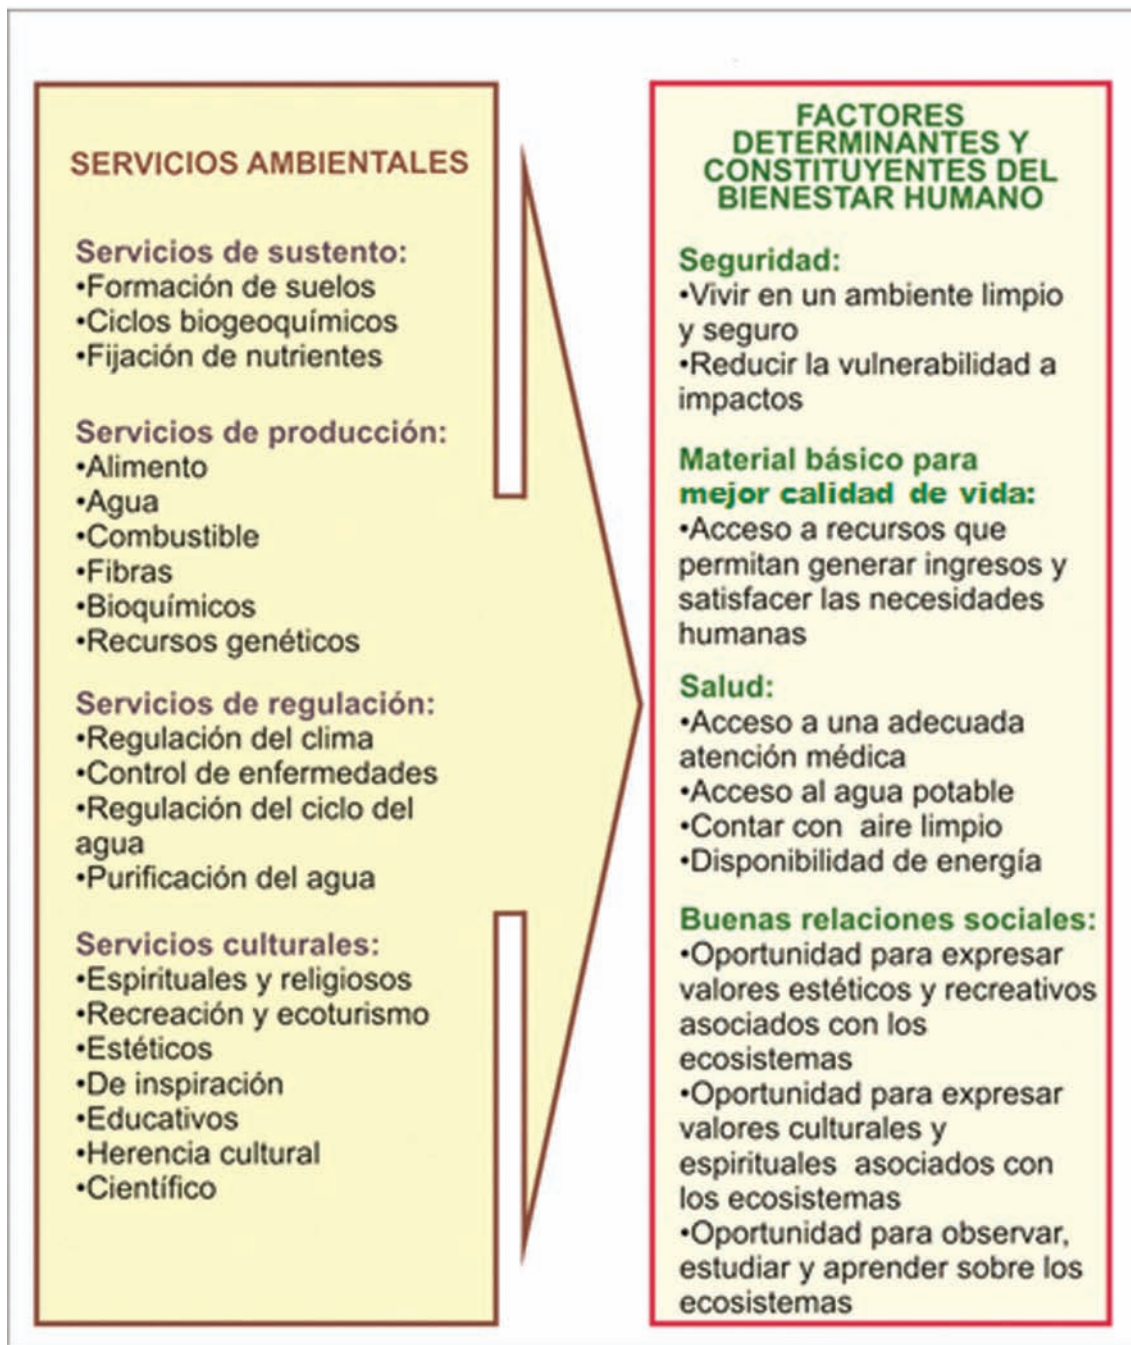 SERVICIOS AMBIENTALES
Servicios de sustento:
•Formación de suelos
•Ciclos biogeoquímicos
•Fijación de nutrientes
Servicios de producción:
•Alimento
•Agua
•Combustible
•Fibras
•Bioquímicos
•Recursos genéticos
Servicios de regulación:
•Regulación del clima
•Control de enfermedades
•Regulación del ciclo del
agua
•Purificación del agua
Servicios culturales:
•Espirituales y religiosos
•Recreación y ecoturismo
•Estéticos
•De inspiración
•Educativos
•Herencia cultural
•Científico
FACTORES
DETERMINANTES Y
CONSTITUYENTES DEL
BIENESTAR HUMANO
Seguridad:
•Vivir en un ambiente limpio
y seguro
•Reducir la vulnerabilidad a
impactos
Material básico para
mejor calidad de vida:
•Acceso a recursos que
permitan generar ingresos y
satisfacer las necesidades
humanas
Salud:
•Acceso a una adecuada
atención médica
•Acceso al agua potable
•Contar con aire limpio
•Disponibilidad de energía
Buenas relaciones sociales:
•Oportunidad para expresar
valores estéticos y recreativos
asociados con los
ecosistemas
•Oportunidad para expresar
valores culturales y
espirituales asociados con
los ecosistemas
•Oportunidad para observar,
estudiar y aprender sobre los
ecosistemas